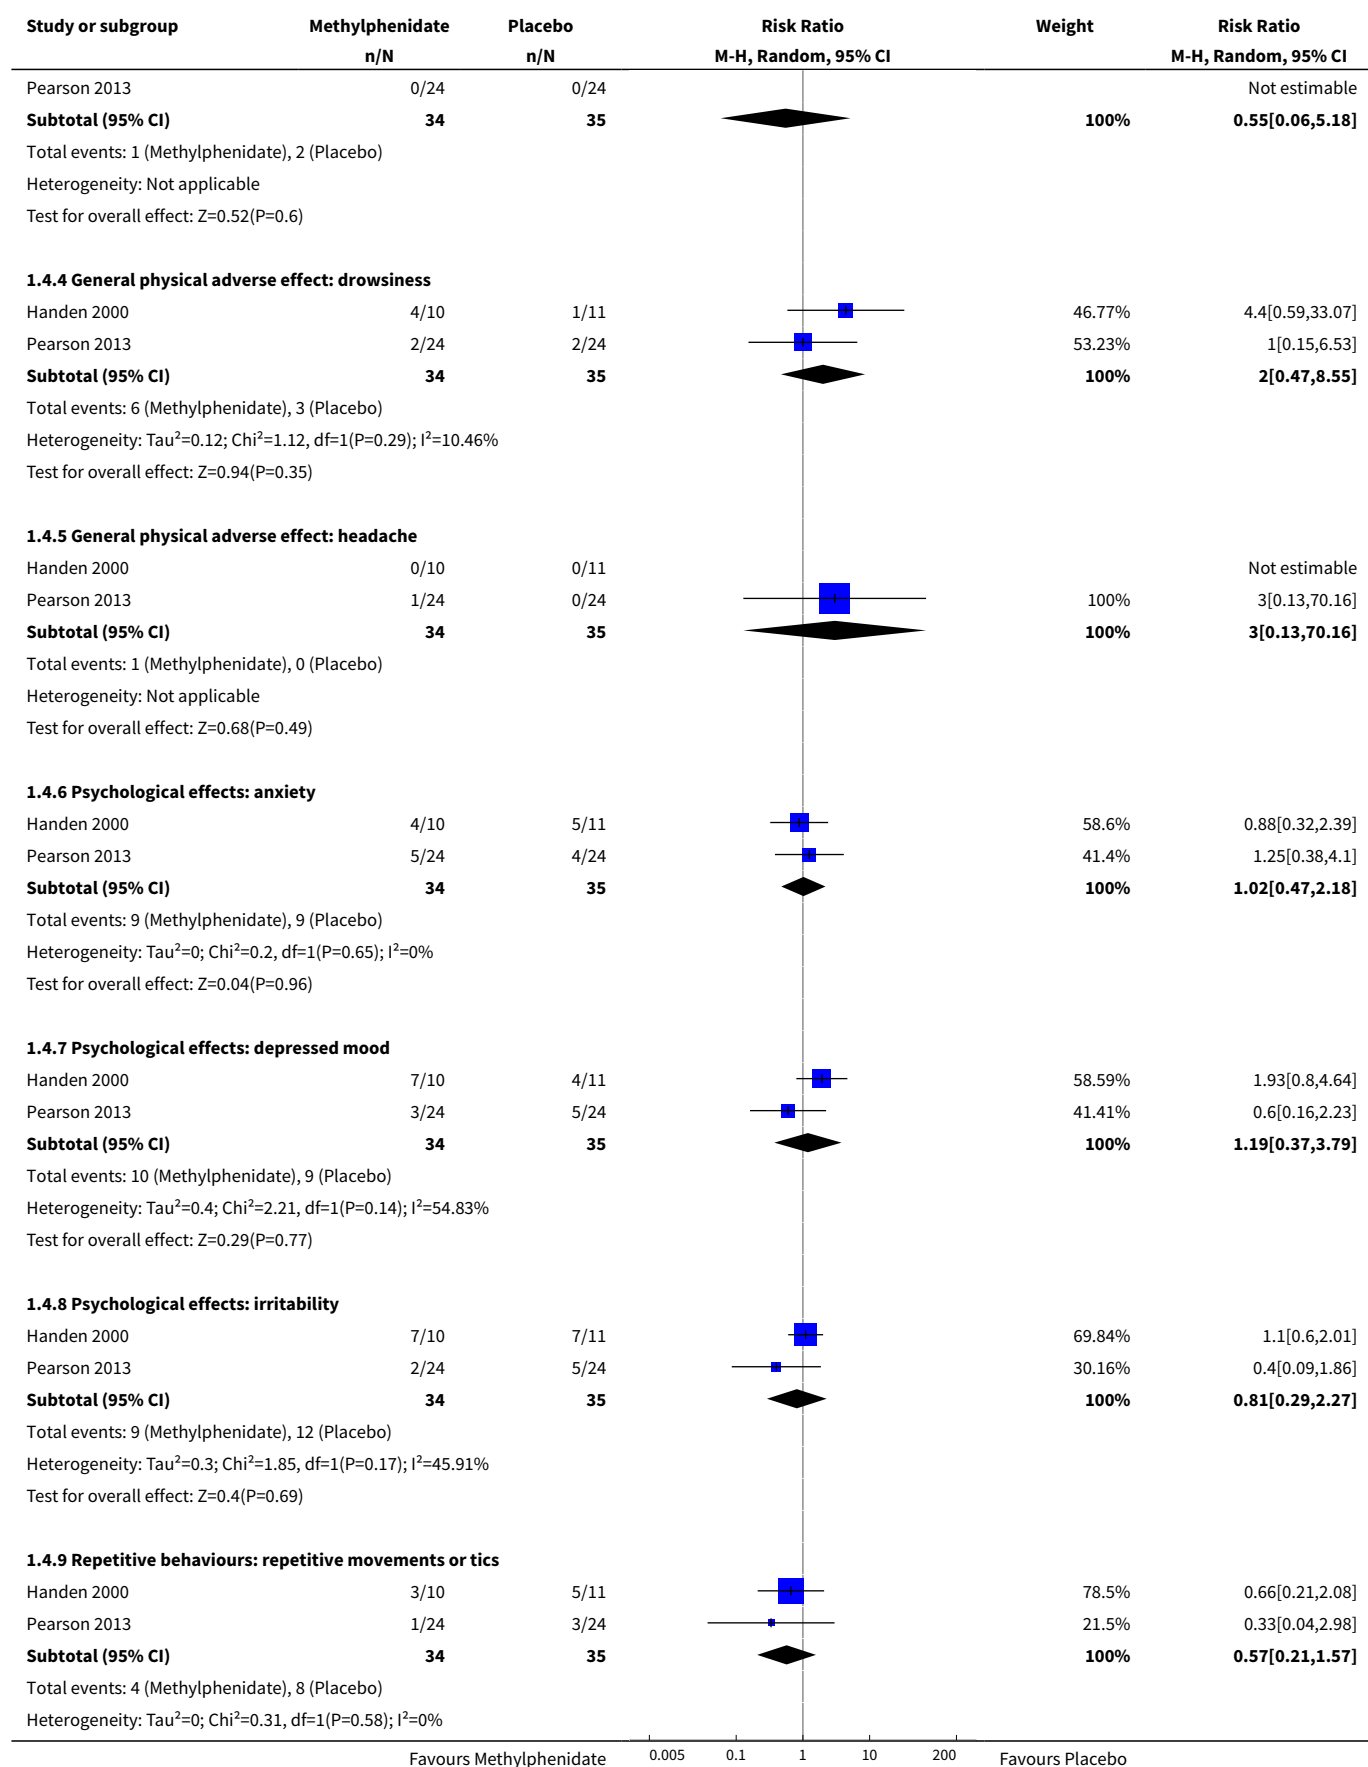 Study or subgroup Methylphenidate Placebo Risk Ratio Weight Risk Ratio
n/N n/N M-H, Random, 95% CI M-H, Random, 95% CI
Pearson 2013 0/24 0/24 Not estimable
Subtotal (95% CI) 34 35 100% 0.55[0.06,5.18]
Total events: 1 (Methylphenidate), 2 (Placebo)
Heterogeneity: Not applicable
Test for overall effect: Z=0.52(P=0.6)
1.4.4 General physical adverse effect: drowsiness
Handen 2000 4/10 1/11 46.77% 4.4[0.59,33.07]
Pearson 2013 2/24 2/24 53.23% 1[0.15,6.53]
Subtotal (95% CI) 34 35 100% 2[0.47,8.55]
Total events: 6 (Methylphenidate), 3 (Placebo)
Heterogeneity: Tau²=0.12; Chi²=1.12, df=1(P=0.29); I²=10.46%
Test for overall effect: Z=0.94(P=0.35)
1.4.5 General physical adverse effect: headache
Handen 2000 0/10 0/11 Not estimable
Pearson 2013 1/24 0/24 100% 3[0.13,70.16]
Subtotal (95% CI) 34 35 100% 3[0.13,70.16]
Total events: 1 (Methylphenidate), 0 (Placebo)
Heterogeneity: Not applicable
Test for overall effect: Z=0.68(P=0.49)
1.4.6 Psychological effects: anxiety
Handen 2000 4/10 5/11 58.6% 0.88[0.32,2.39]
Pearson 2013 5/24 4/24 41.4% 1.25[0.38,4.1]
Subtotal (95% CI) 34 35 100% 1.02[0.47,2.18]
Total events: 9 (Methylphenidate), 9 (Placebo)
Heterogeneity: Tau²=0; Chi²=0.2, df=1(P=0.65); I²=0%
Test for overall effect: Z=0.04(P=0.96)
1.4.7 Psychological effects: depressed mood
Handen 2000 7/10 4/11 58.59% 1.93[0.8,4.64]
Pearson 2013 3/24 5/24 41.41% 0.6[0.16,2.23]
Subtotal (95% CI) 34 35 100% 1.19[0.37,3.79]
Total events: 10 (Methylphenidate), 9 (Placebo)
Heterogeneity: Tau²=0.4; Chi²=2.21, df=1(P=0.14); I²=54.83%
Test for overall effect: Z=0.29(P=0.77)
1.4.8 Psychological effects: irritability
Handen 2000 7/10 7/11 69.84% 1.1[0.6,2.01]
Pearson 2013 2/24 5/24 30.16% 0.4[0.09,1.86]
Subtotal (95% CI) 34 35 100% 0.81[0.29,2.27]
Total events: 9 (Methylphenidate), 12 (Placebo)
Heterogeneity: Tau²=0.3; Chi²=1.85, df=1(P=0.17); I²=45.91%
Test for overall effect: Z=0.4(P=0.69)
1.4.9 Repetitive behaviours: repetitive movements or tics
Handen 2000 3/10 5/11 78.5% 0.66[0.21,2.08]
Pearson 2013 1/24 3/24 21.5% 0.33[0.04,2.98]
Subtotal (95% CI) 34 35 100% 0.57[0.21,1.57]
Total events: 4 (Methylphenidate), 8 (Placebo)
Heterogeneity: Tau²=0; Chi²=0.31, df=1(P=0.58); I²=0%
Favours Methylphenidate 0.005 0.1 1 10 200 Favours Placebo